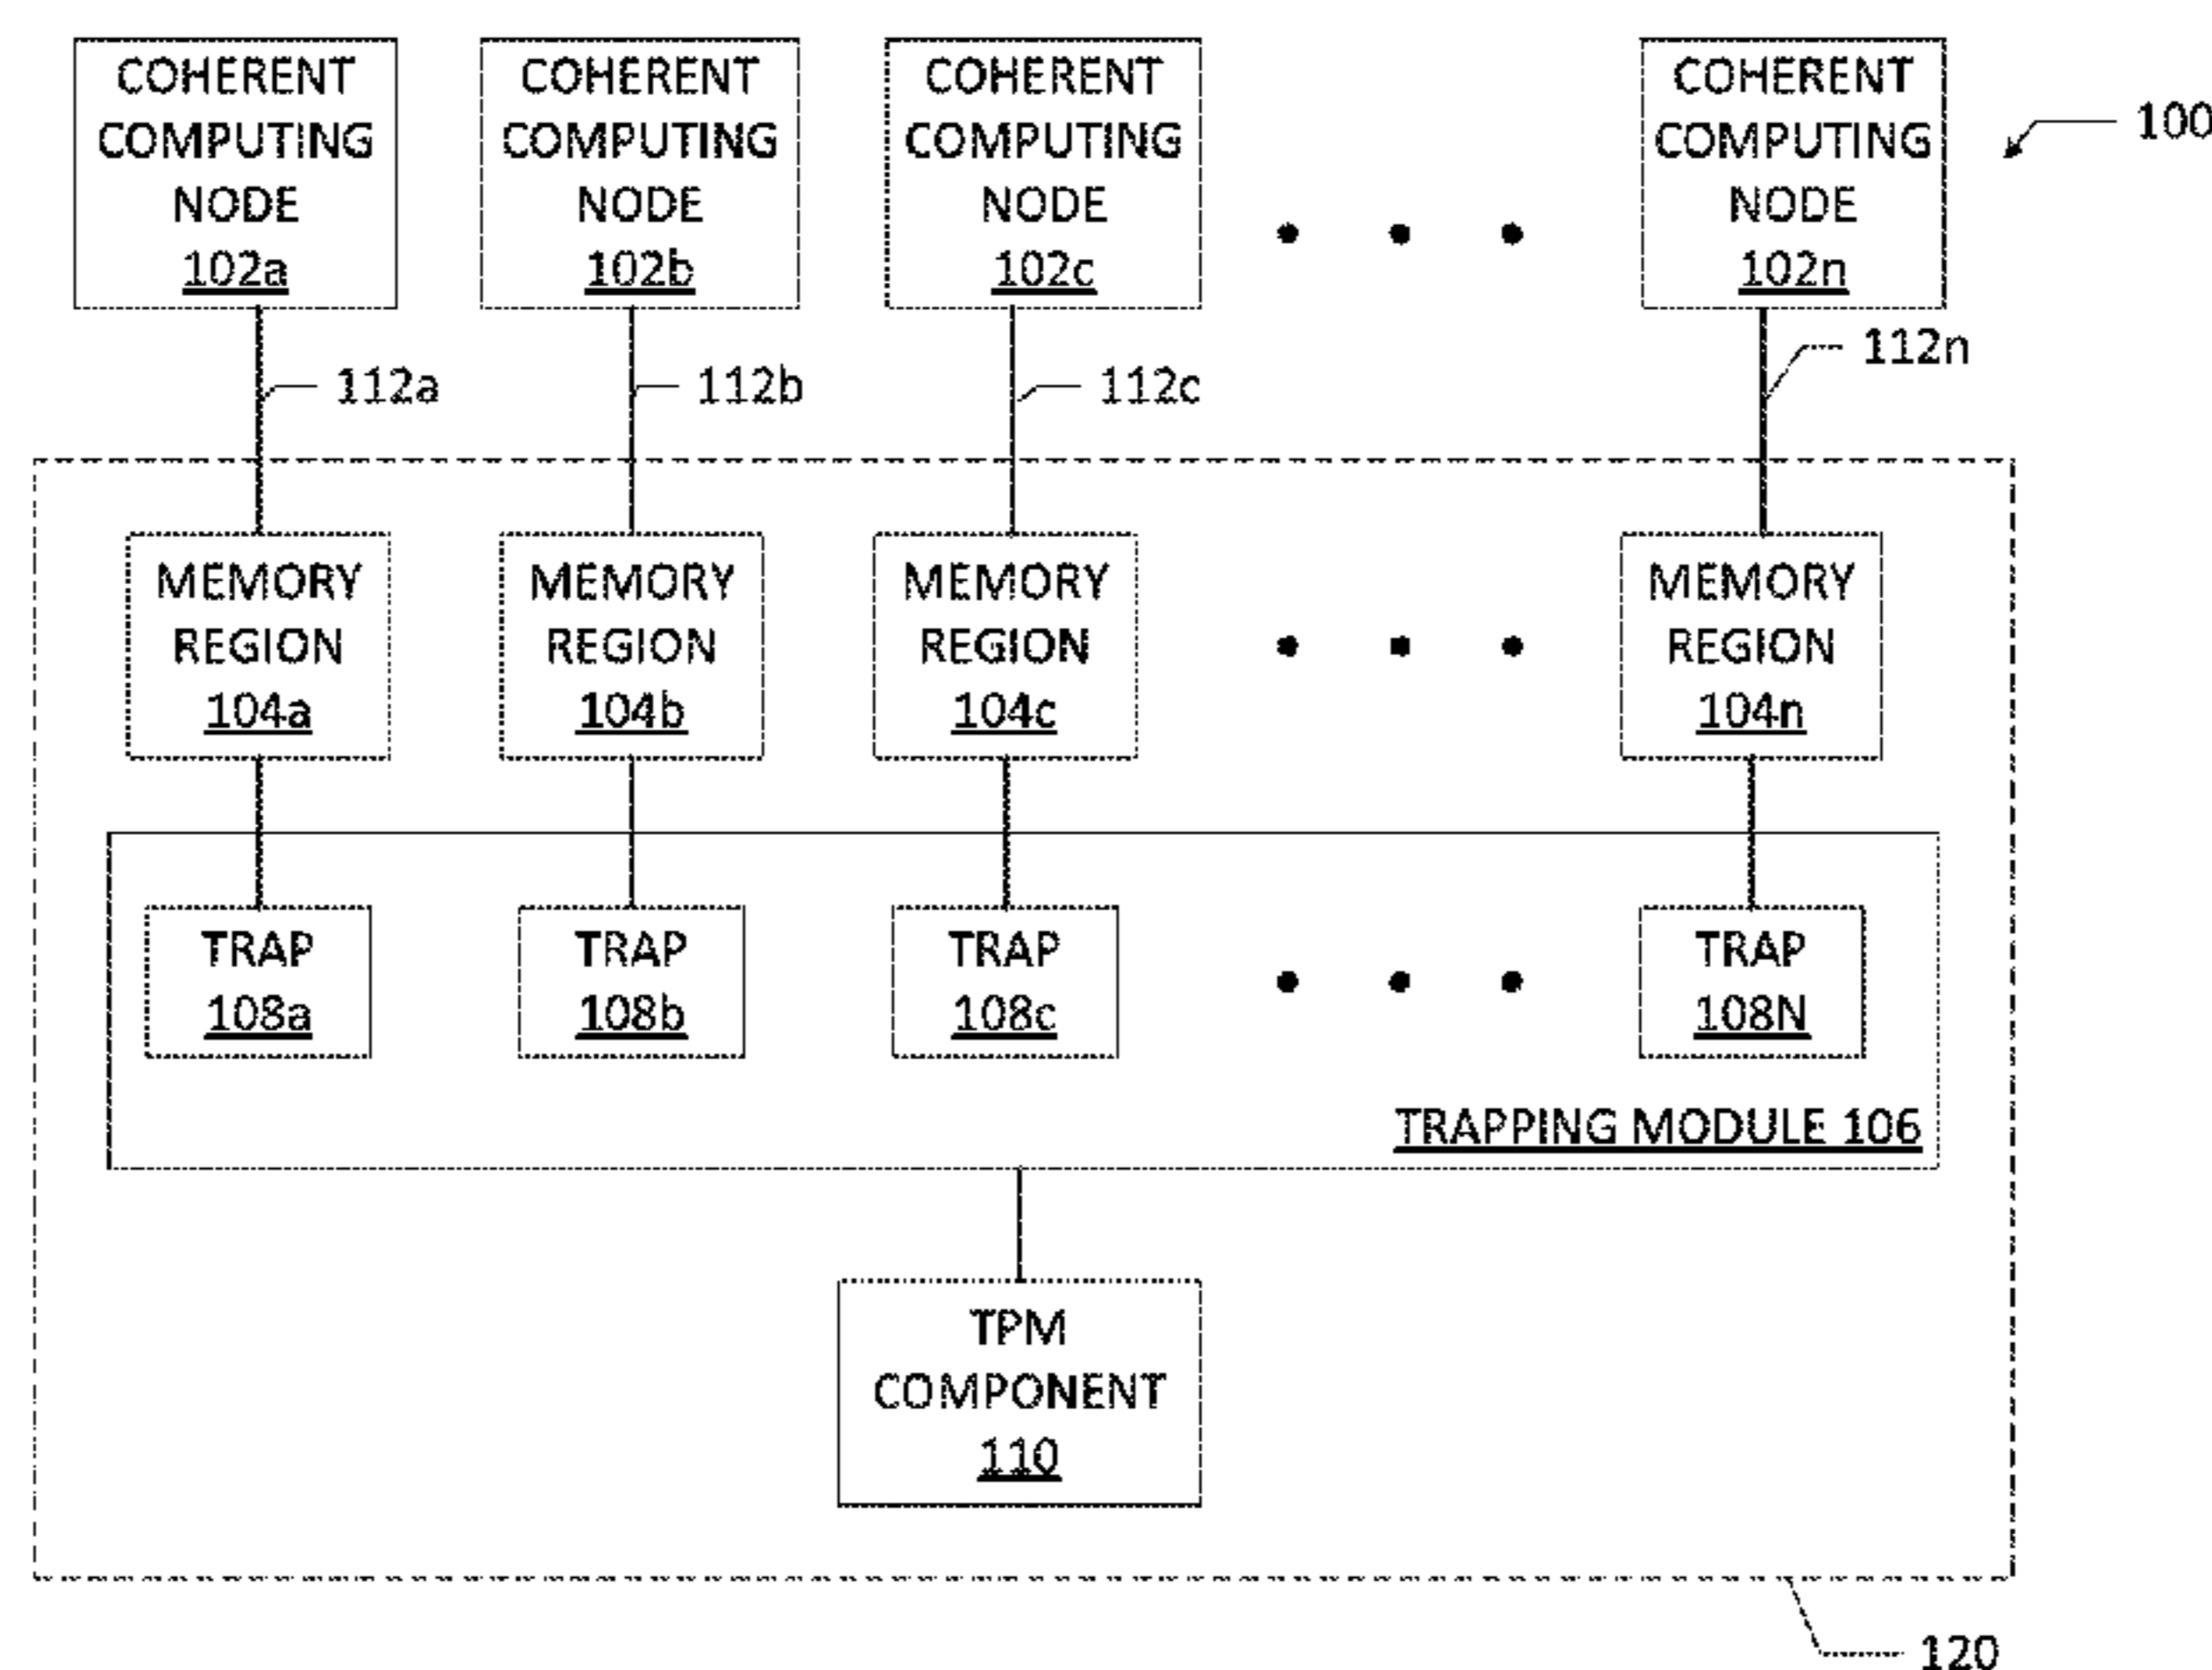 COHERENT
COMPUTING
NODE
102a
COHERENT
COMPUTING
NODE
102b
COHERENT
COMPUTING
NODE
102c
COHERENT
COMPUTING
NODE
102n
100
112a
112b
112c
112n
MEMORY
REGION
104a
MEMORY
REGION
104b
MEMORY
REGION
104c
MEMORY
REGION
104n
TRAP
108a
TRAP
108b
TRAP
108c
TRAP
108N
TRAPPING MODULE 106
TPM
COMPONENT
110
120